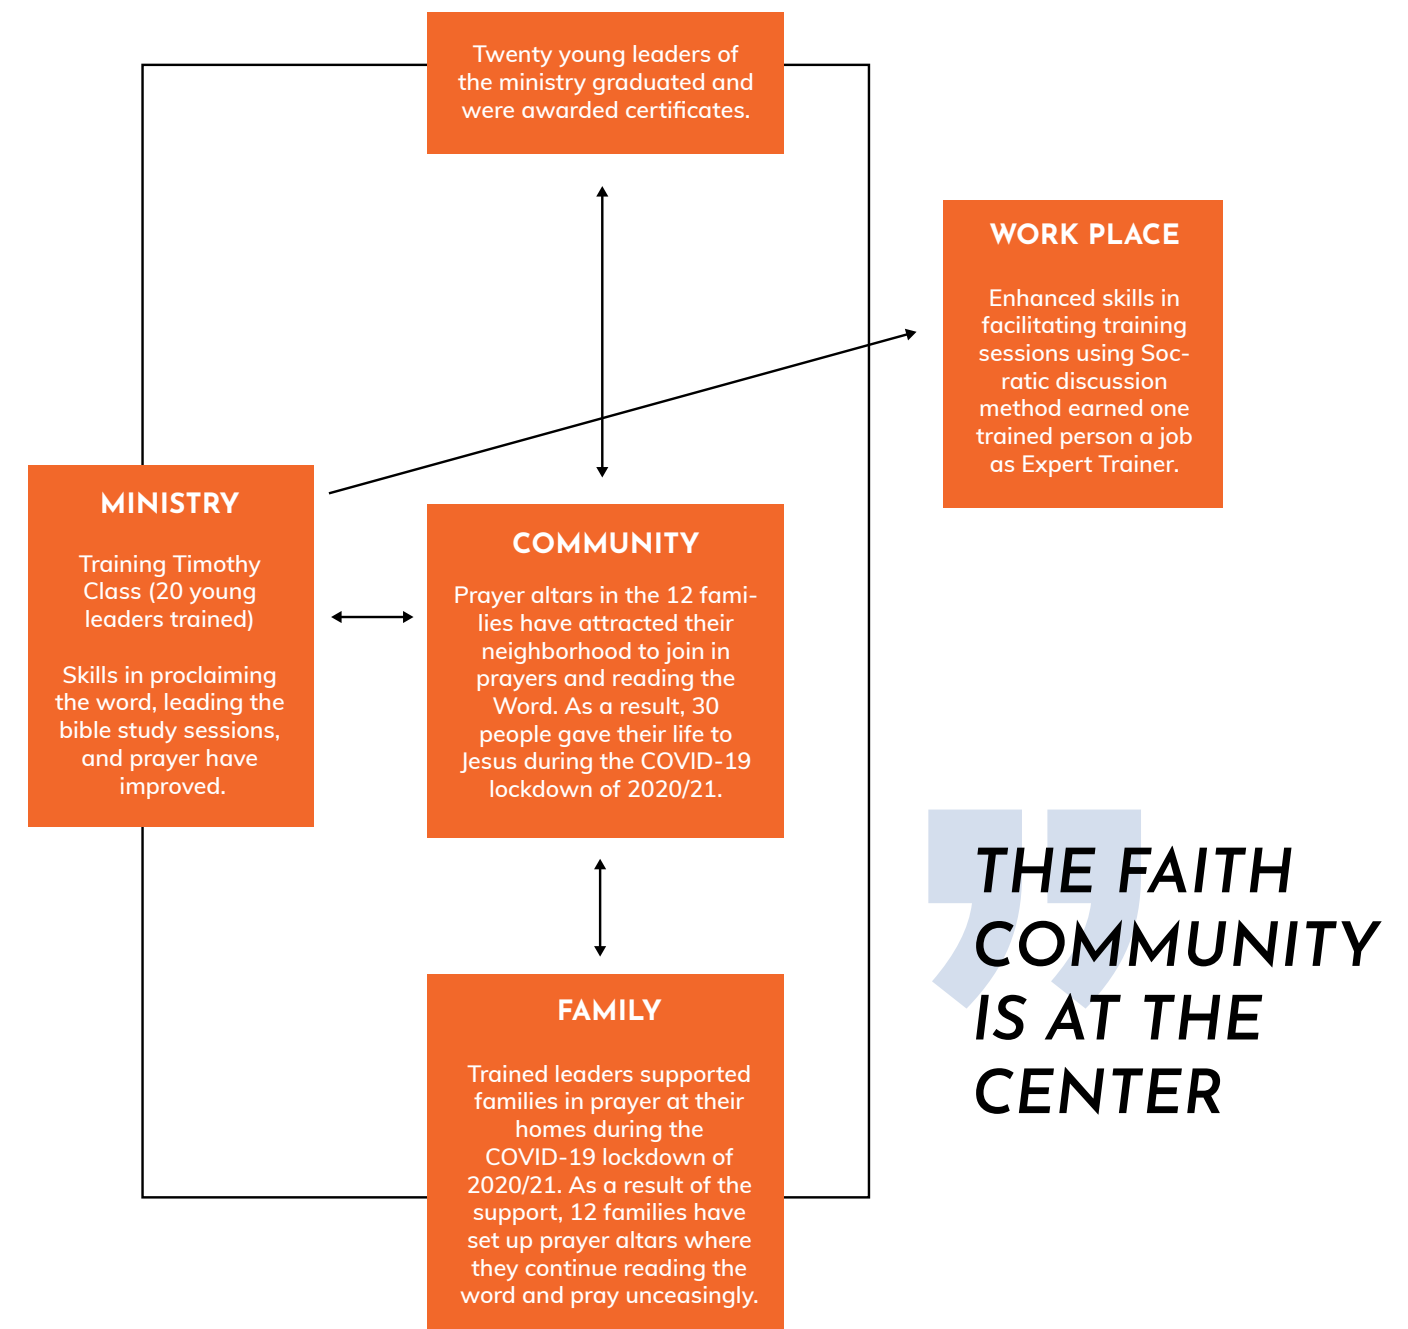 Twenty young leaders of
the ministry graduated and
were awarded certificates.
WORK PLACE
Enhanced skills in
facilitating training
sessions using Soc-
ratic discussion
method earned one
trained person a job
as Expert Trainer.
MINISTRY
Training Timothy
Class (20 young
leaders trained)
Skills in proclaiming
the word, leading the
bible study sessions,
and prayer have
improved.
COMMUNITY
Prayer altars in the 12 fami-
lies have attracted their
neighborhood to join in
prayers and reading the
Word. As a result, 30
people gave their life to
Jesus during the COVID-19
lockdown of 2020/21.
FAMILY
Trained leaders supported
families in prayer at their
homes during the
COVID-19 lockdown of
2020/21. As a result of the
support, 12 families have
set up prayer altars where
they continue reading the
word and pray unceasingly.
”
THE FAITH
COMMUNITY
IS AT THE
CENTER